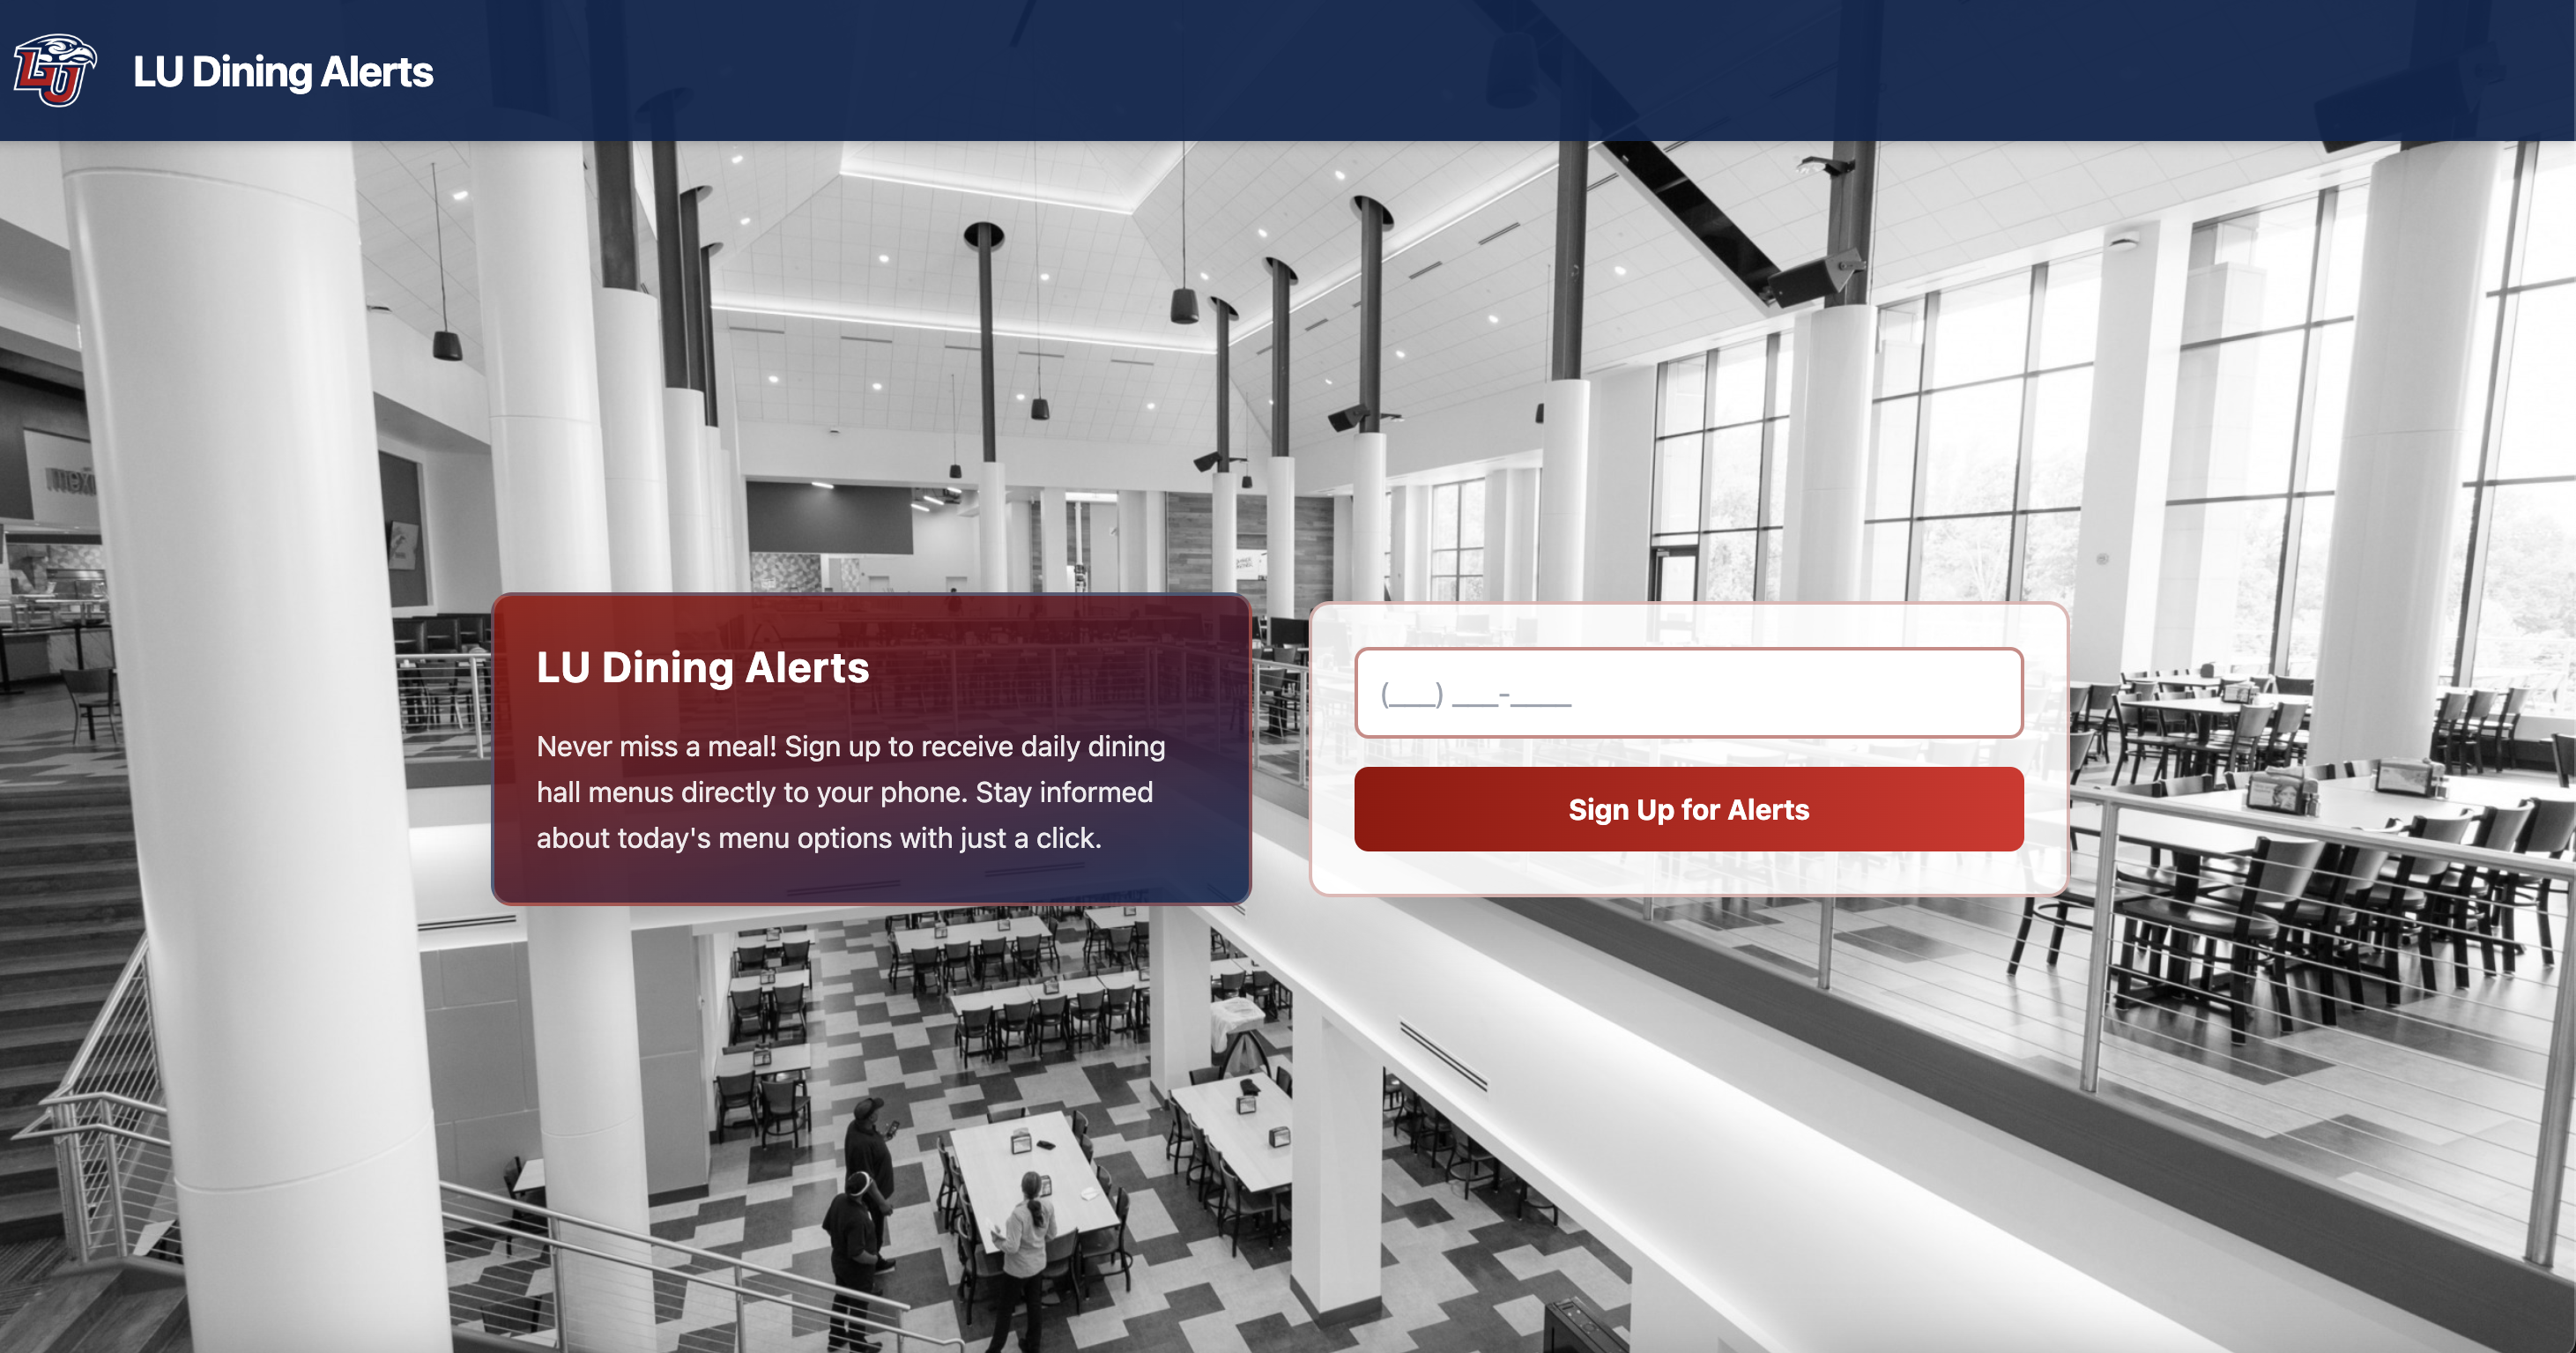 LU
LU Dining Alerts
LU Dining Alerts
Never miss a meal! Sign up to receive daily dining
hall menus directly to your phone. Stay informed
about today's menu options with just a click.
(___) ___-____
Sign Up for Alerts